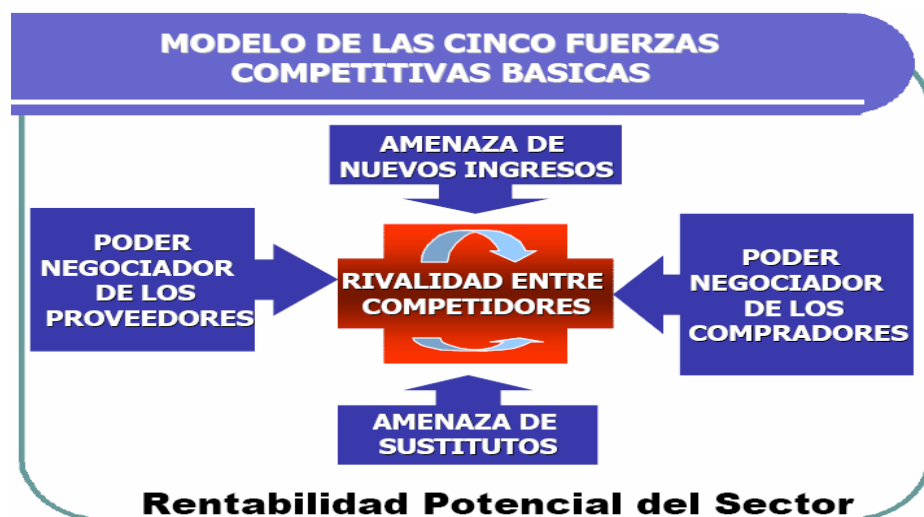 MODELO DE LAS CINCO FUERZAS
COMPETITIVAS BASICAS
AMENAZA DE
NUEVOS INGRESOS
PODER
NEGOCIADOR
DE LOS
PROVEEDORES
RIVALIDAD ENTRE
COMPETIDORES
PODER
NEGOCIADOR
DE LOS
COMPRADORES
AMENAZA DE
SUSTITUTOS
Rentabilidad Potencial del Sector